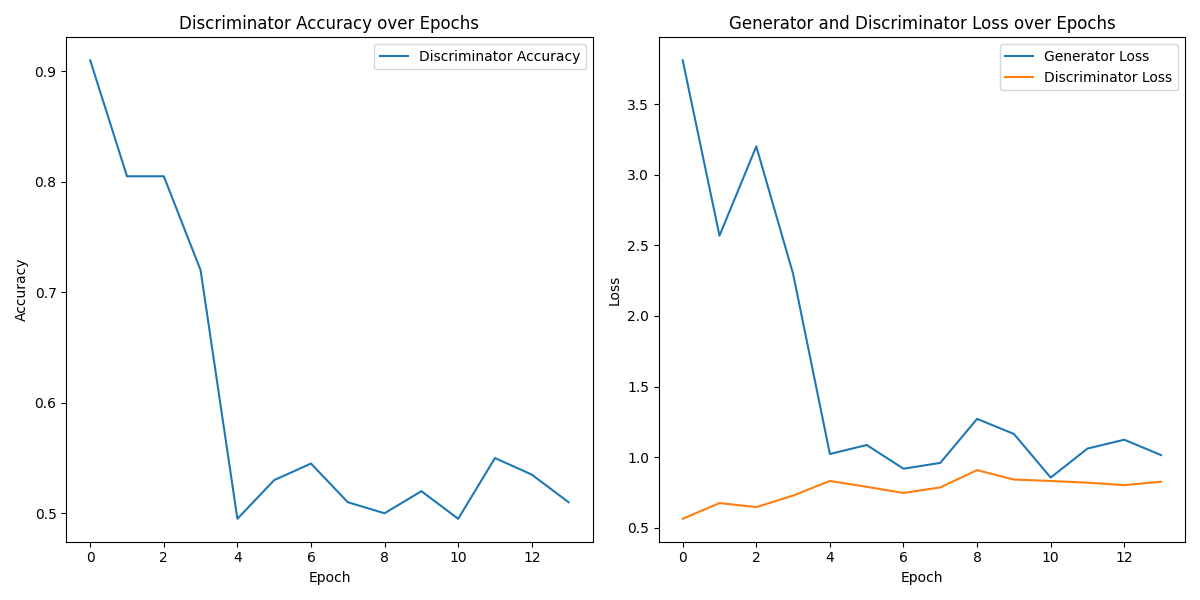 Discriminator Accuracy over Epochs
Discriminator Accuracy
0.9
0.8
0.7
0.6
0.5
Accuracy
0 2 4 6 8 10 12
Epoch
Generator and Discriminator Loss over Epochs
Generator Loss
Discriminator Loss
3.5
3.0
2.5
2.0
1.5
1.0
0.5
Loss
0 2 4 6 8 10 12
Epoch